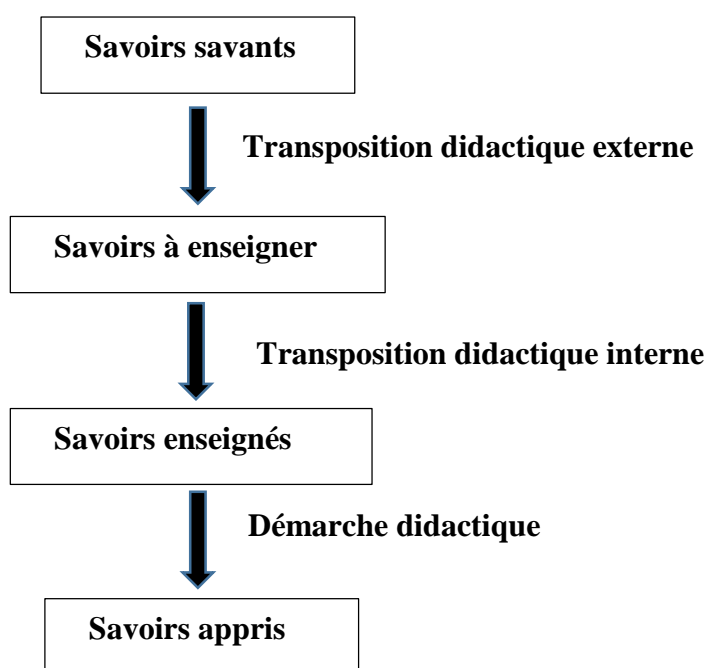 Savoirs savants
Transposition didactique externe
Savoirs à enseigner
Transposition didactique interne
Savoirs enseignés
Démarche didactique
Savoirs appris